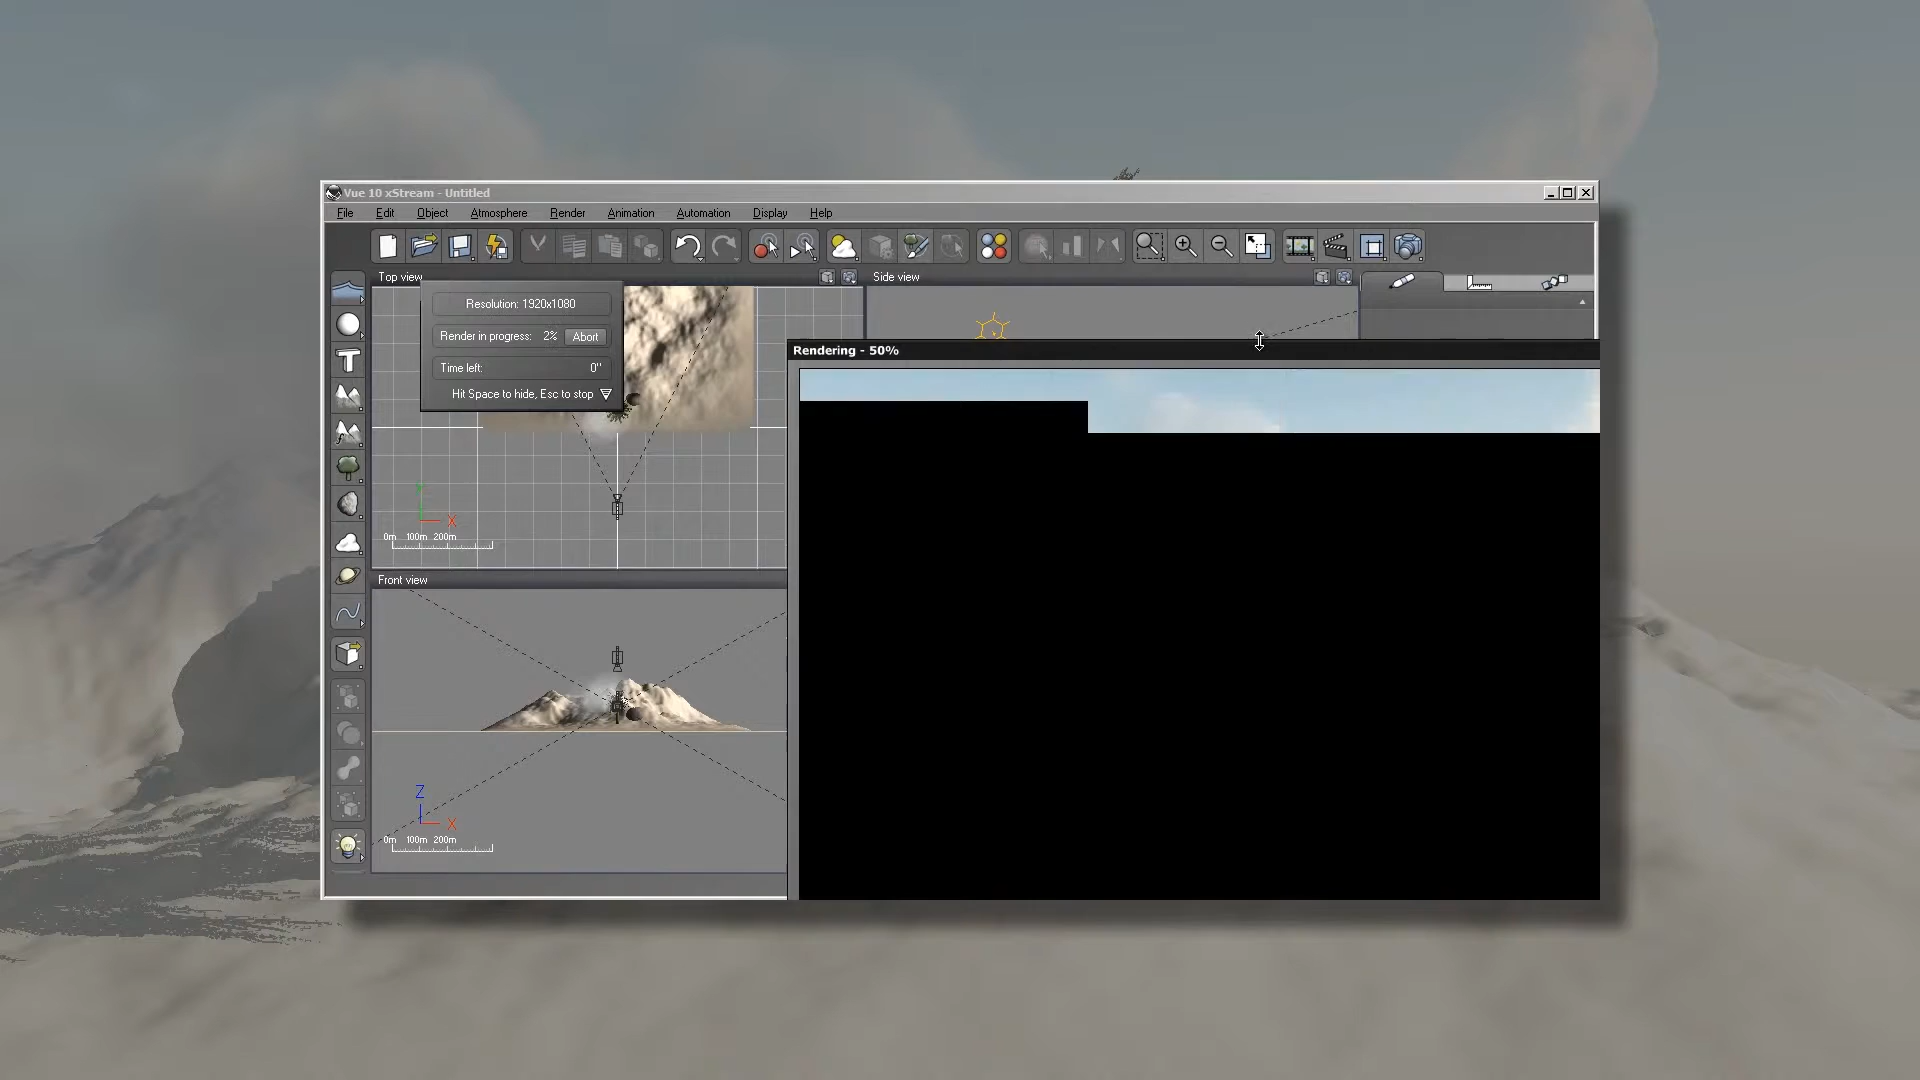 Vue 10 xStream - Untitled
File Edit Object Atmosphere Render Animation Automation Display Help
Top view
Side view
Resolution: 1920x1080
Render in progress: 2% Abort
Time left: 0"
Hit Space to hide, Esc to stop
Rendering - 50%
X
0m 100m 200m
Front view
Z
X
0m 100m 200m